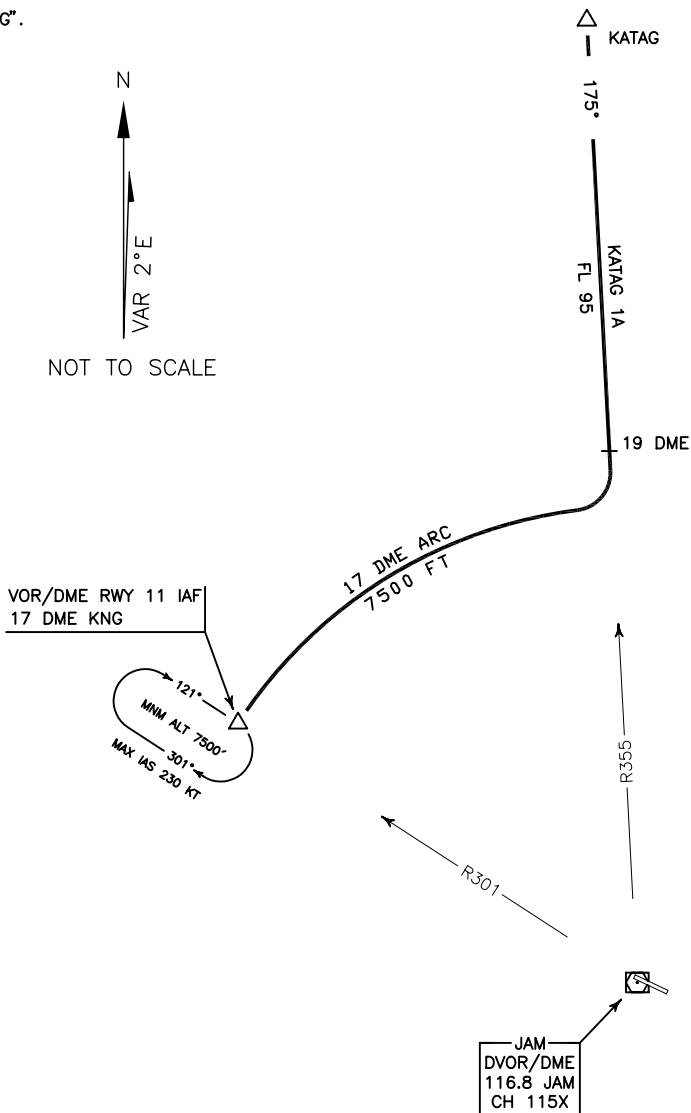 G".
KATAG
N
175°
VAR 2°E
KATAG 1A
FL 95
NOT TO SCALE
19 DME
17 DME ARC
7500 FT
VOR/DME RWY 11 IAF
17 DME KNG
121°
MNM ALT 7500'
301°
MAX IAS 230 KT
R355
R301
JAM
DVOR/DME
116.8 JAM
CH 115X